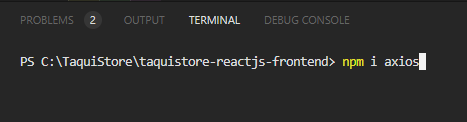 PROBLEMS 2 OUTPUT TERMINAL DEBUG CONSOLE
PS C:\TaquiStore\taquistore-reactjs-frontend> npm i axios